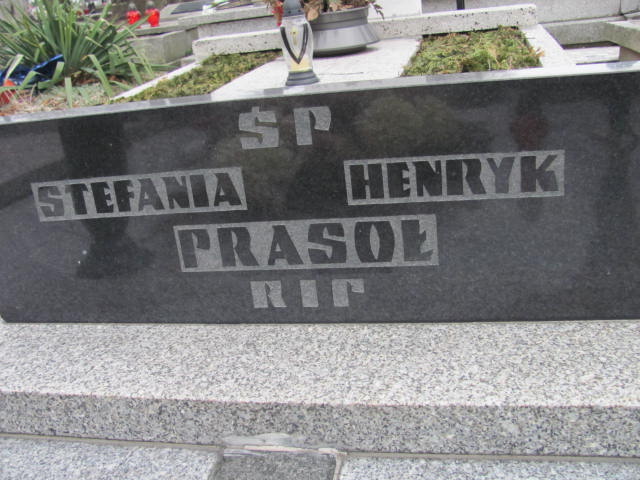 ŚP
STEFANIA HENRYK
PRASOŁ
RIP